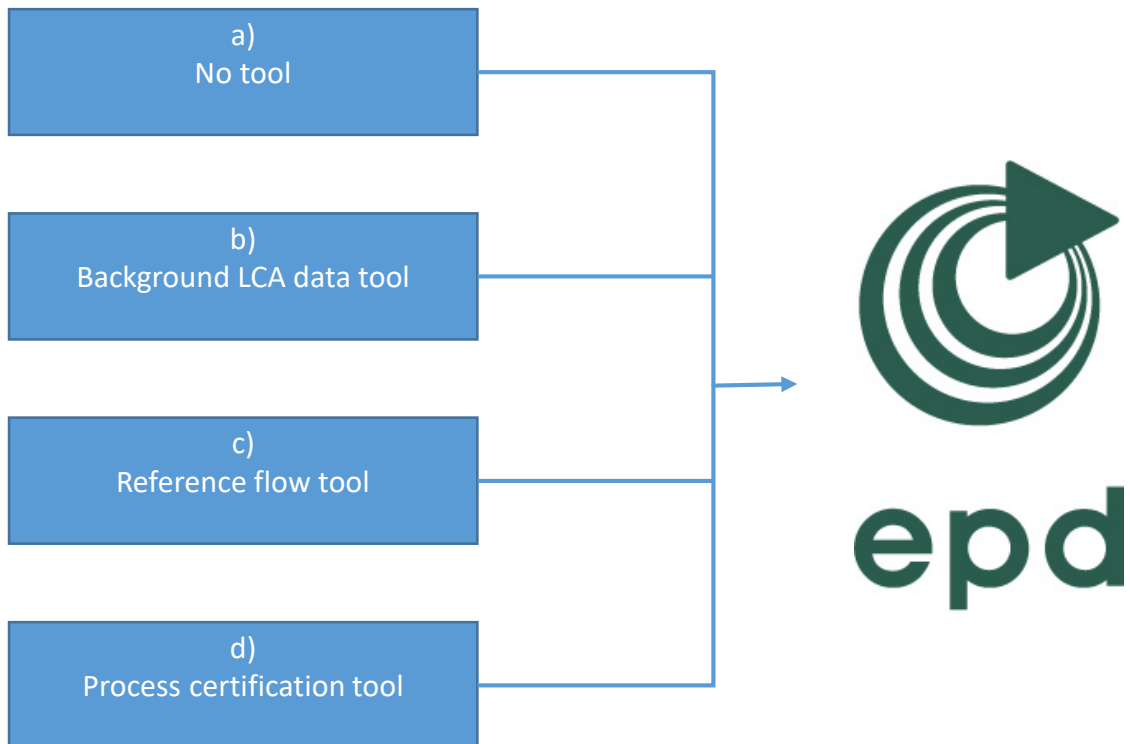 a)
No tool
b)
Background LCA data tool
c)
Reference flow tool
d)
Process certification tool
epd